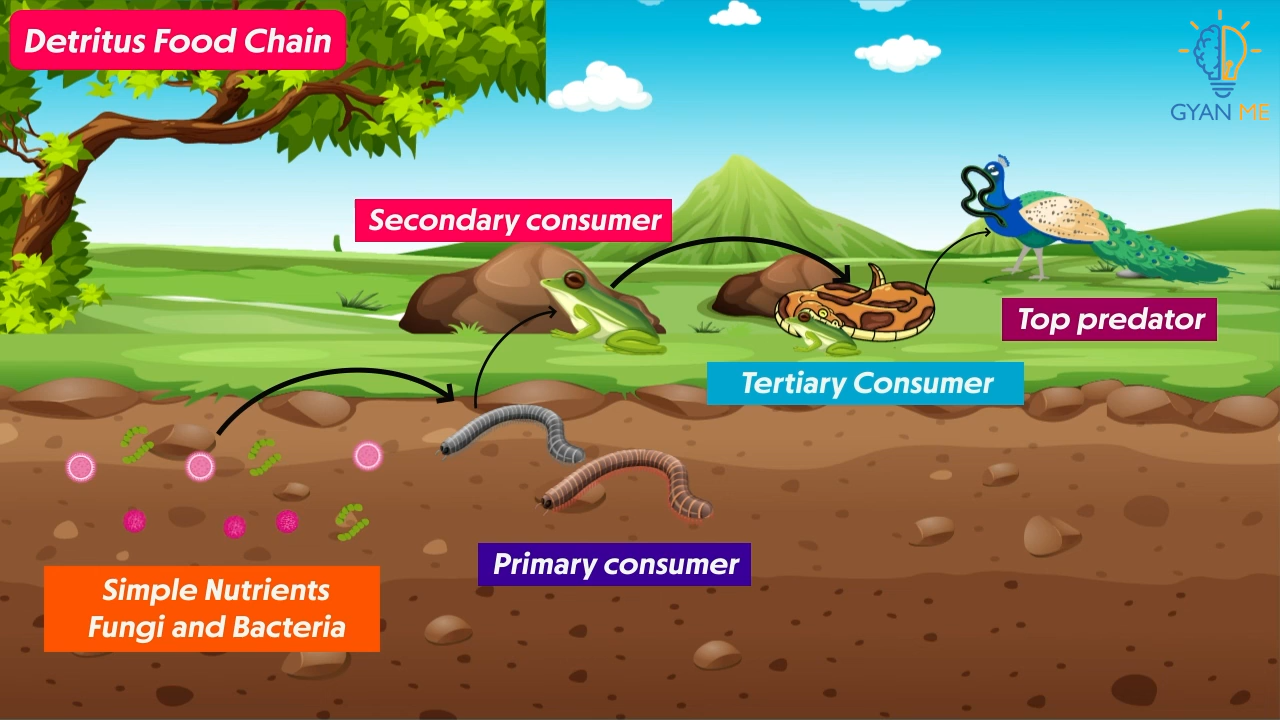 Detritus Food Chain
GYAN ME
Secondary consumer
Top predator
Tertiary Consumer
Primary consumer
Simple Nutrients
Fungi and Bacteria